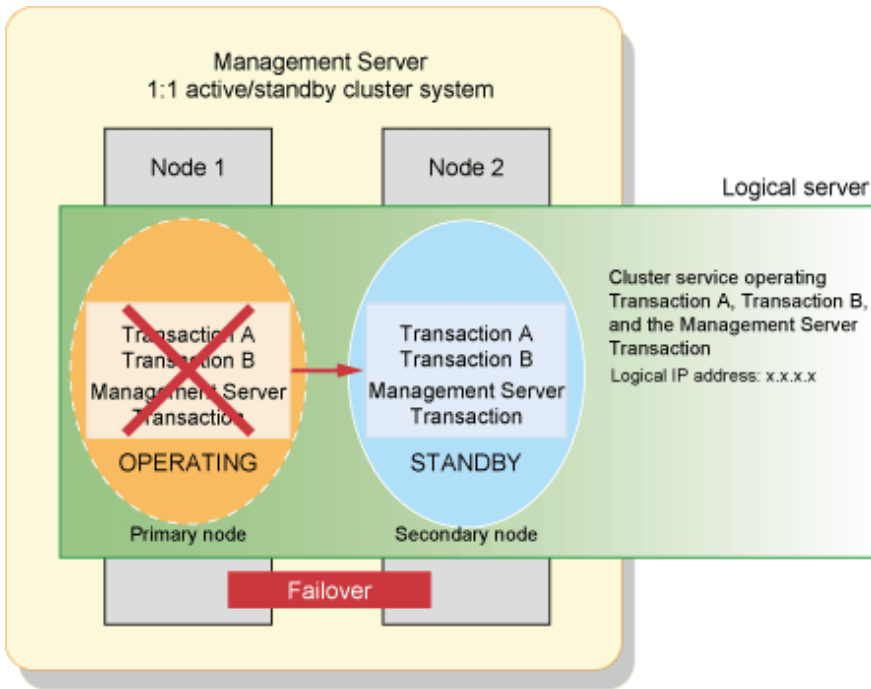 Management Server
1:1 active/standby cluster system
Node 1
Node 2
Logical server
Transaction A
Transaction B
Management Server
Transaction
OPERATING
Primary node
Transaction A
Transaction B
Management Server
Transaction
STANDBY
Secondary node
Cluster service operating
Transaction A, Transaction B,
and the Management Server
Transaction
Logical IP address: x.x.x.x
Failover